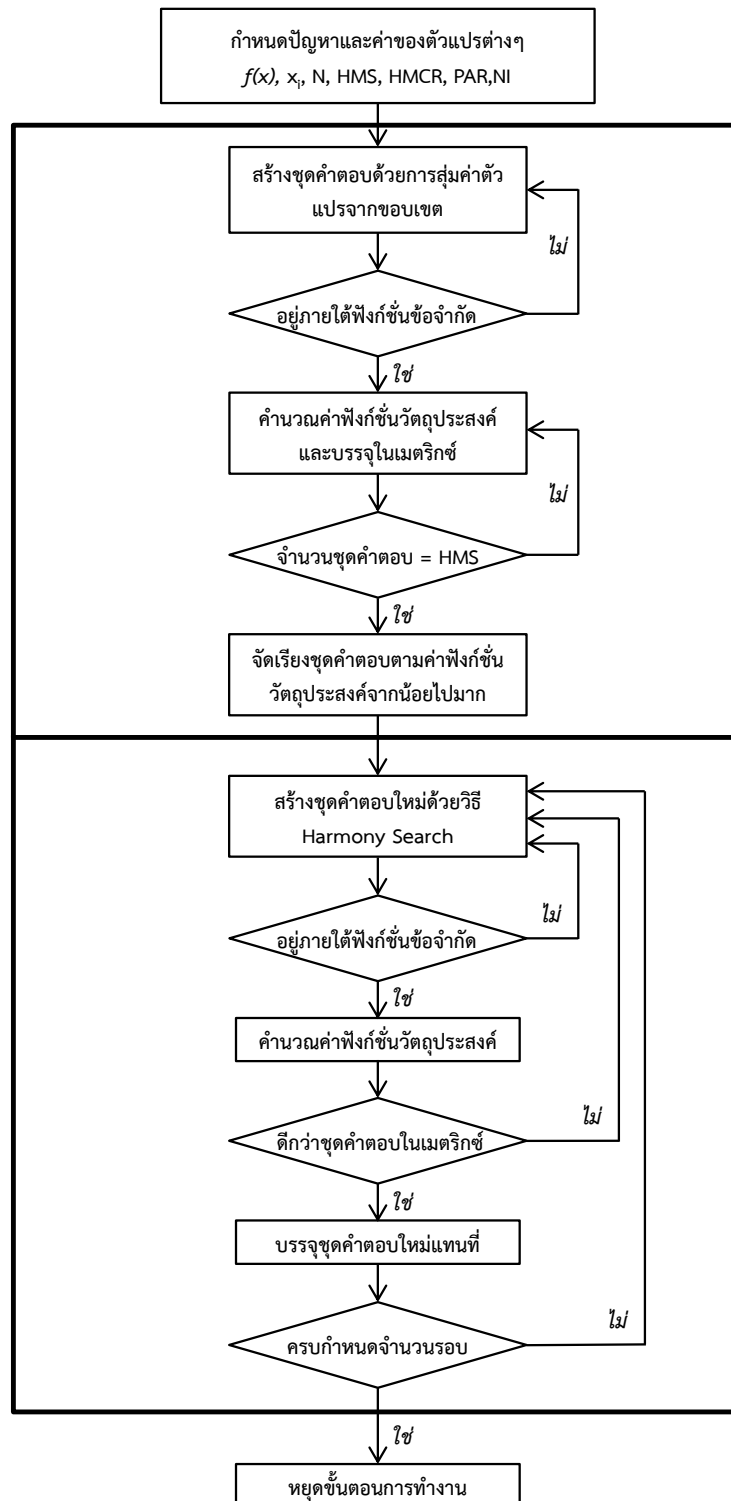 กำหนดปัญหาและค่าของตัวแปรต่างๆ
f(x), xi, N, HMS, HMCR, PAR,NI
สร้างชุดคำตอบด้วยการสุ่มค่าตัว
แปรจากขอบเขต
ไม่
อยู่ภายใต้ฟังก์ชั่นข้อจำกัด
ใช่
คำนวณค่าฟังก์ชั่นวัตถุประสงค์
และบรรจุในเมตริกซ์
ไม่
จำนวนชุดคำตอบ = HMS
ใช่
จัดเรียงชุดคำตอบตามค่าฟังก์ชั่น
วัตถุประสงค์จากน้อยไปมาก
สร้างชุดคำตอบใหม่ด้วยวิธี
Harmony Search
ไม่
อยู่ภายใต้ฟังก์ชั่นข้อจำกัด
ใช่
คำนวณค่าฟังก์ชั่นวัตถุประสงค์
ไม่
ดีกว่าชุดคำตอบในเมตริกซ์
ใช่
บรรจุชุดคำตอบใหม่แทนที่
ไม่
ครบกำหนดจำนวนรอบ
ใช่
หยุดขั้นตอนการทำงาน